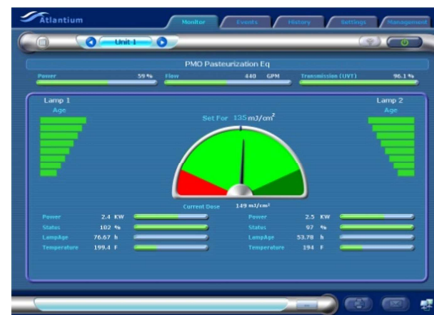 Atlantium
Monitor Events History Settings Management
Unit 1
PMO Pasteurization Eq
Power 59 % Flow 440 GPM Transmission (UVT) 96.1 %
Lamp 1 Lamp 2
Age Age
Set For 135 mJ/cm²
Current Dose 149 mJ/cm²
Power 2.4 KW Power 2.5 KW
Status 102 % Status 97 %
LampAge 76.67 h LampAge 53.78 h
Temperature 199.4 F Temperature 194 F